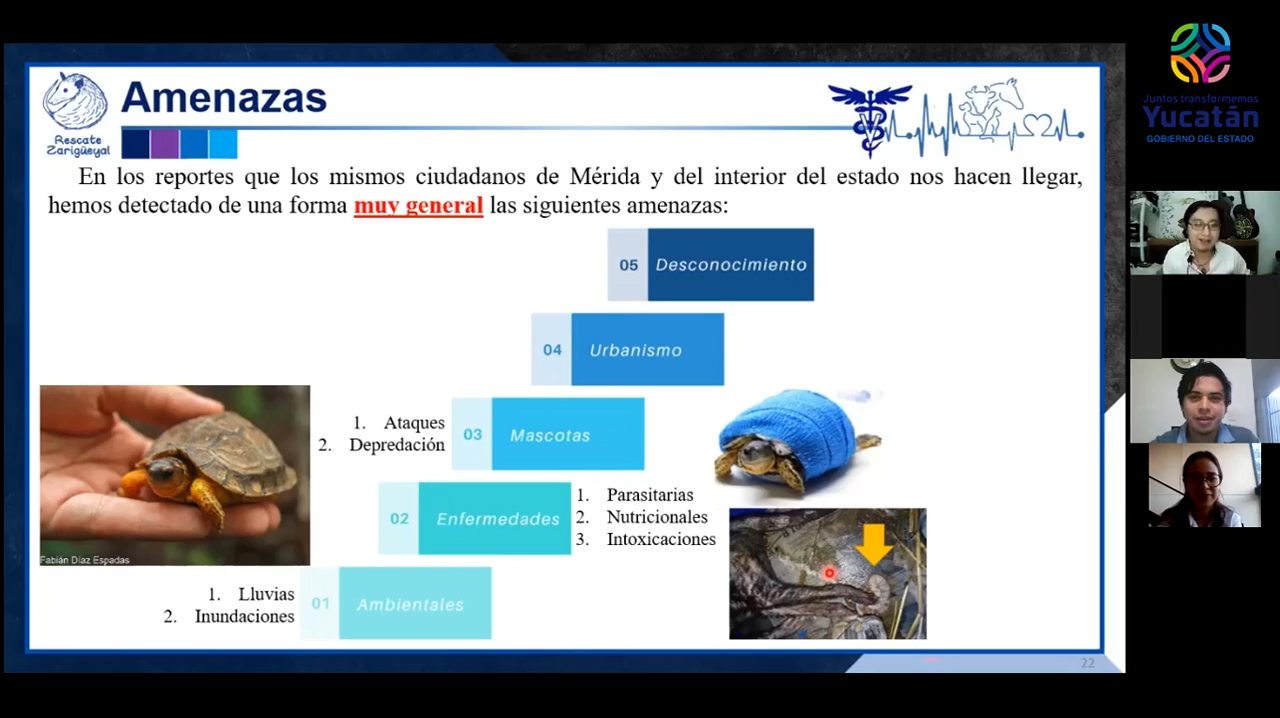 Amenazas
Rescate
Zarigüeyal
En los reportes que los mismos ciudadanos de Mérida y del interior del estado nos hacen llegar,
hemos detectado de una forma muy general las siguientes amenazas:
05 Desconocimiento
04 Urbanismo
1. Ataques
2. Depredación
03 Mascotas
02 Enfermedades
1. Parasitarias
2. Nutricionales
3. Intoxicaciones
Fabián Díaz Espadas
1. Lluvias
2. Inundaciones
01 Ambientales
22
Juntos transformemos
Yucatán
GOBIERNO DEL ESTADO